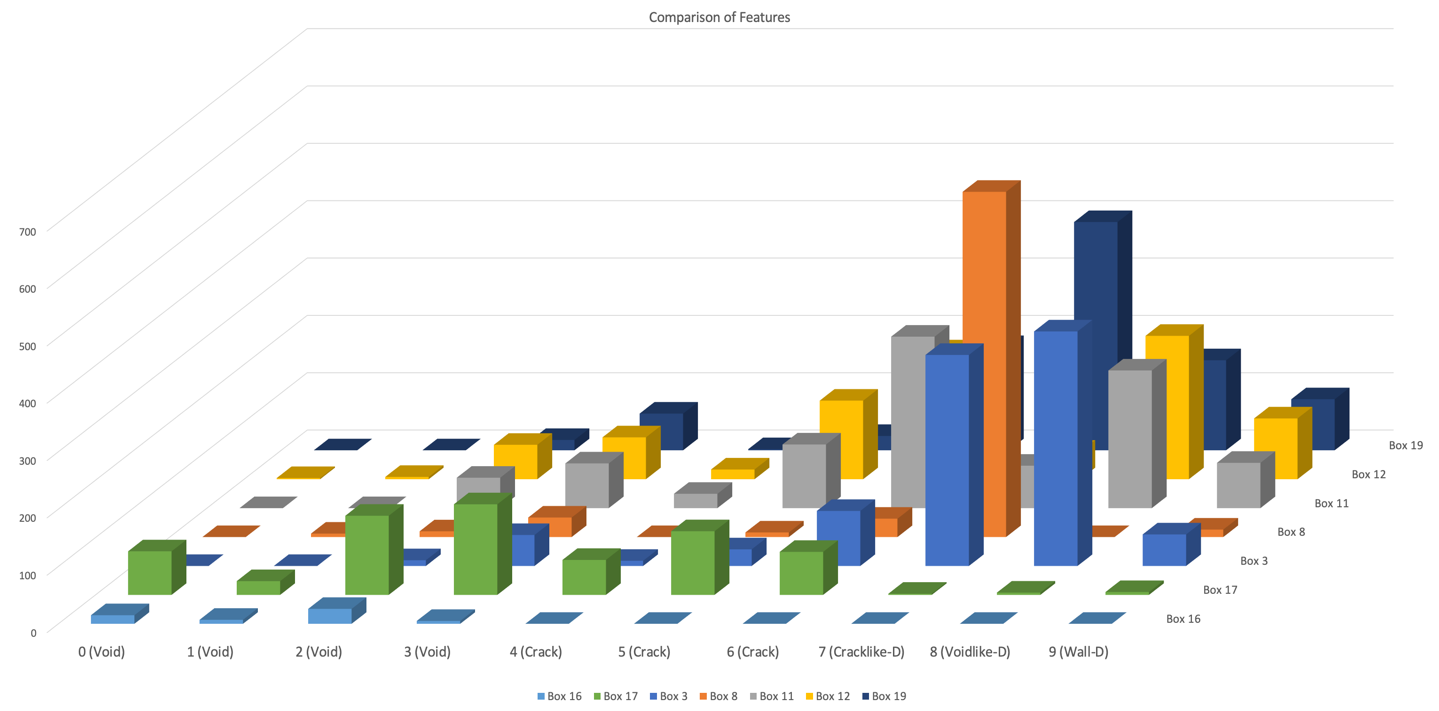 Comparison of Features
700
600
500
400
300
200
100
0
Box 19
Box 12
Box 11
Box 8
Box 3
Box 17
Box 16
0 (Void) 1 (Void) 2 (Void) 3 (Void) 4 (Crack) 5 (Crack) 6 (Crack) 7 (Cracklike-D) 8 (Voidlike-D) 9 (Wall-D)
Box 16 Box 17 Box 3 Box 8 Box 11 Box 12 Box 19